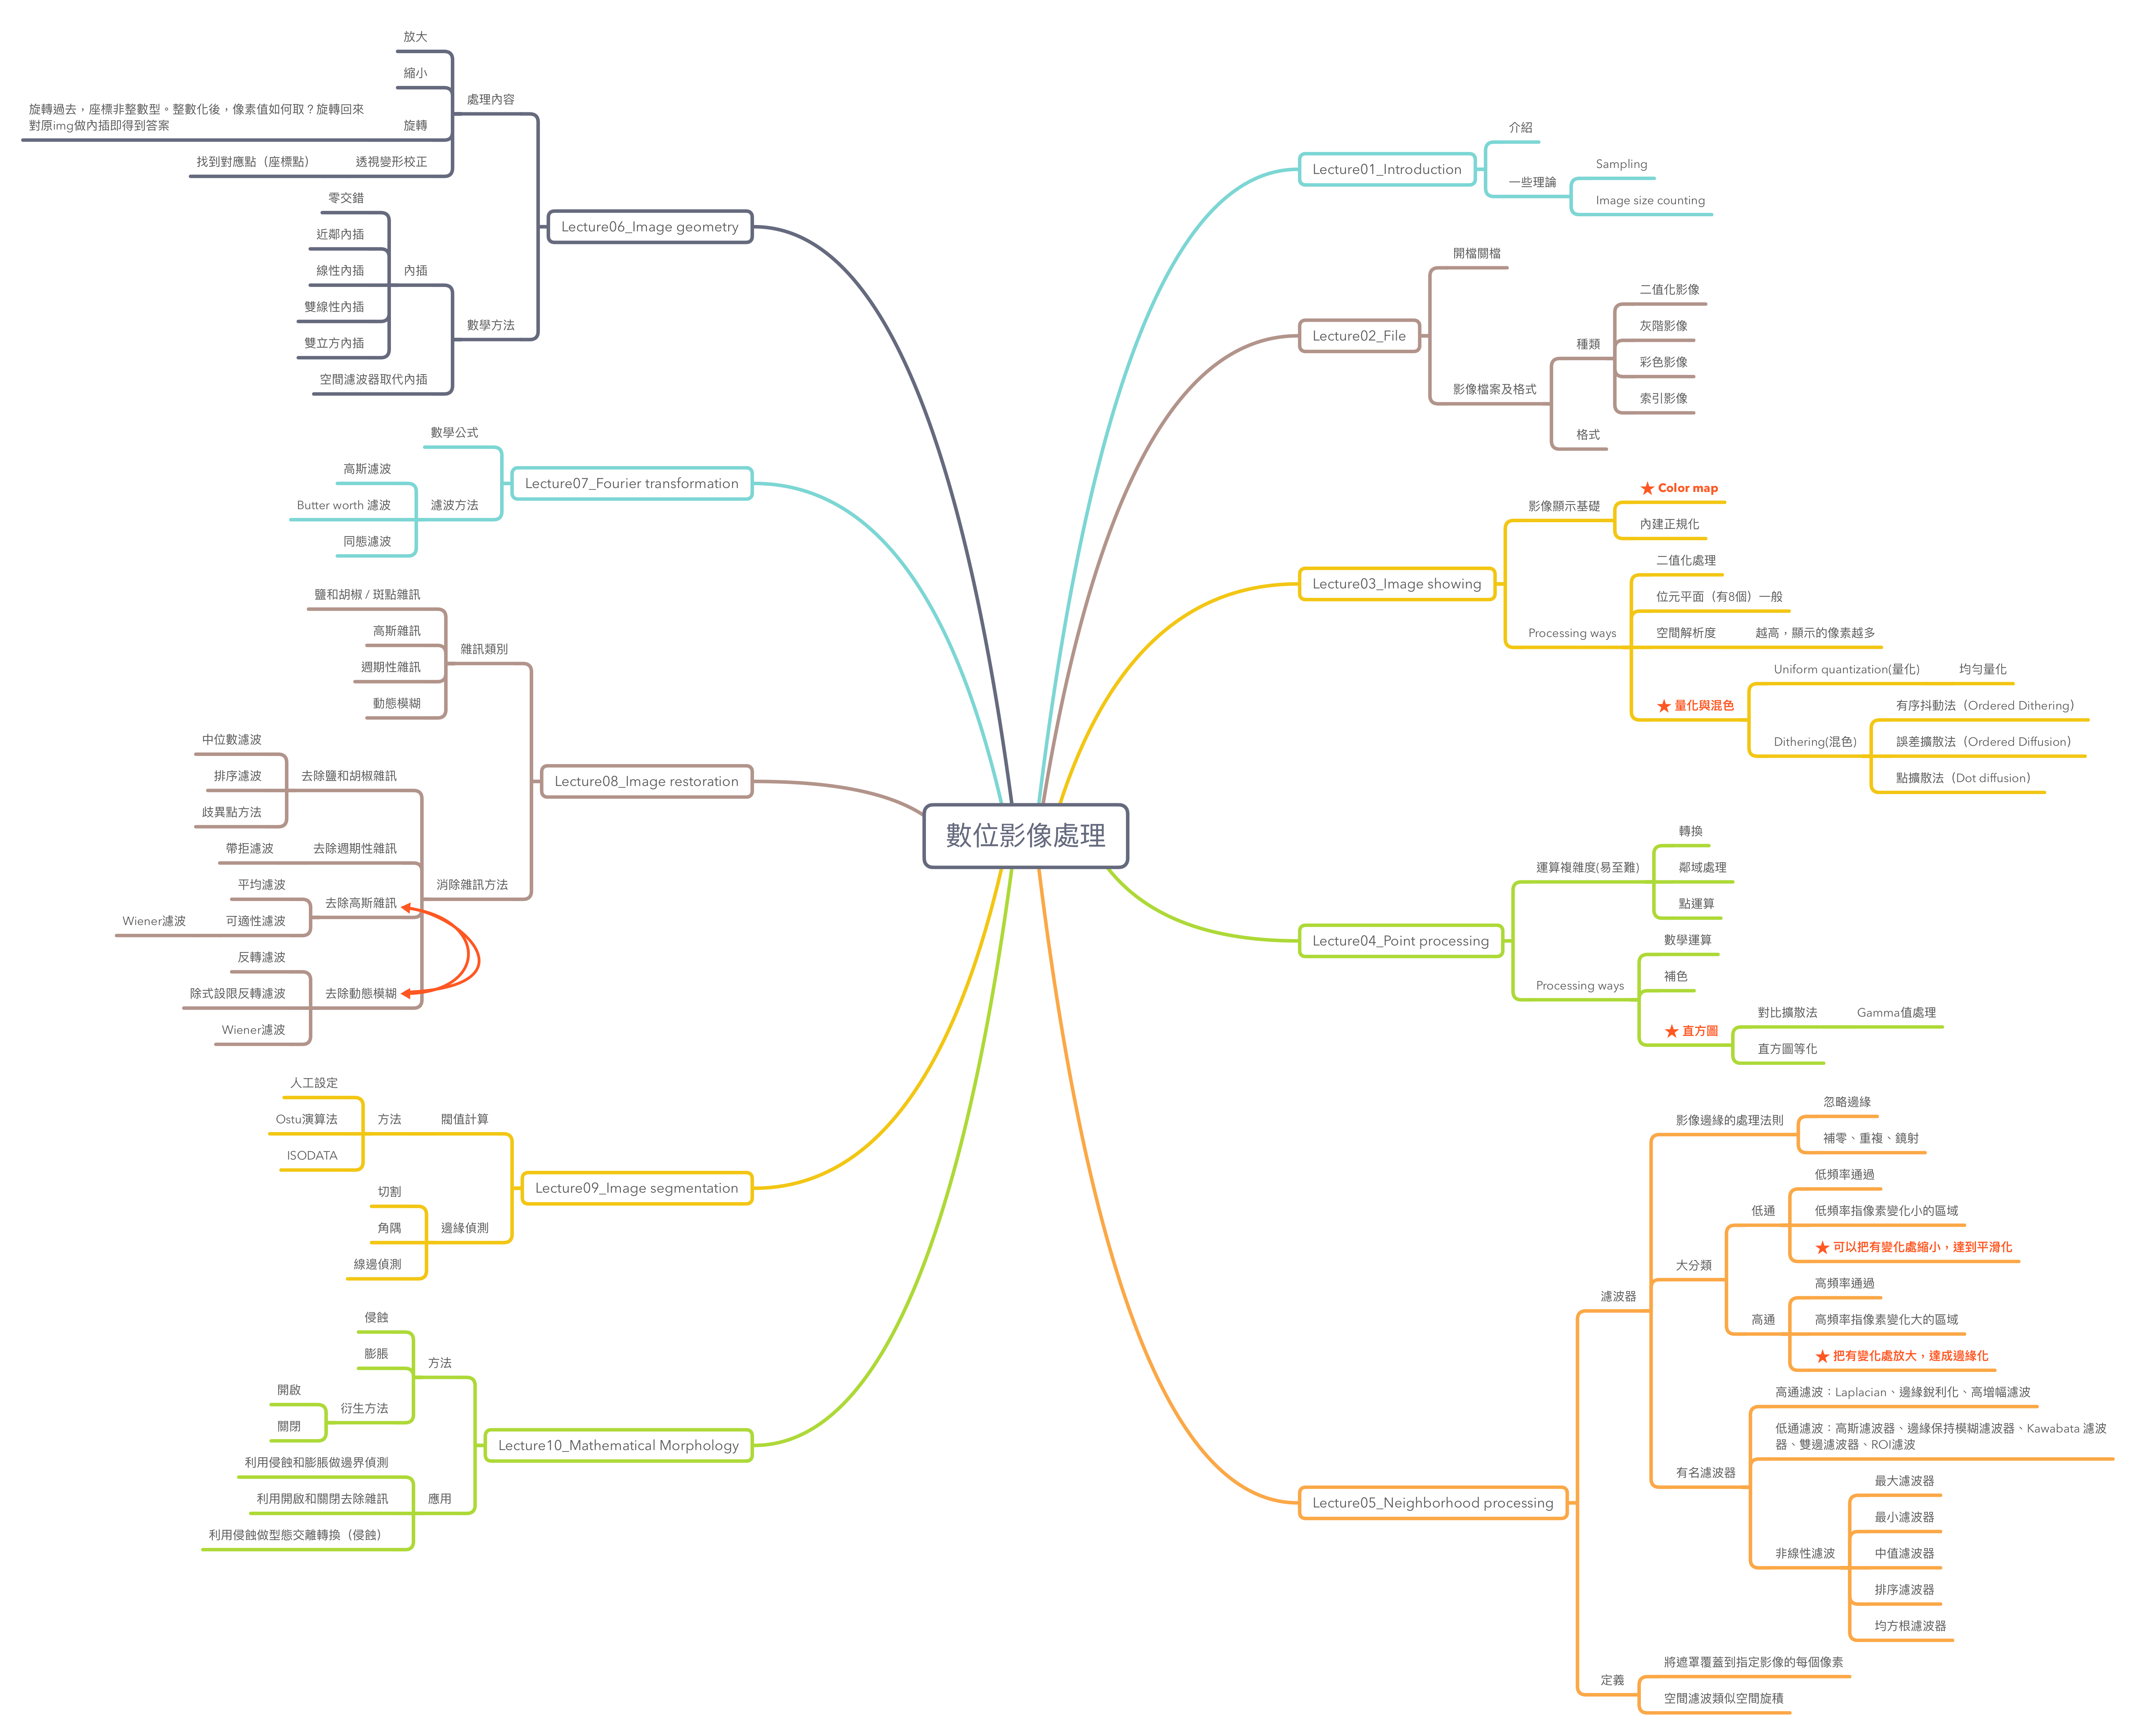 數位影像處理
Lecture01_Introduction
介紹
一些理論
Sampling
Image size counting
Lecture02_File
開檔關檔
影像檔案及格式
種類
二值化影像
灰階影像
彩色影像
索引影像
格式
Lecture03_Image showing
影像顯示基礎
★ Color map
內建正規化
Processing ways
二值化處理
位元平面（有8個）一般
空間解析度
越高，顯示的像素越多
★ 量化與混色
Uniform quantization(量化)
均勻量化
Dithering(混色)
有序抖動法（Ordered Dithering）
誤差擴散法（Ordered Diffusion）
點擴散法（Dot diffusion）
Lecture04_Point processing
運算複雜度(易至難)
轉換
鄰域處理
點運算
Processing ways
數學運算
補色
★ 直方圖
對比擴散法
Gamma值處理
直方圖等化
Lecture05_Neighborhood processing
濾波器
影像邊緣的處理法則
忽略邊緣
補零、重複、鏡射
大分類
低通
低頻率通過
低頻率指像素變化小的區域
★ 可以把有變化處縮小，達到平滑化
高通
高頻率通過
高頻率指像素變化大的區域
★ 把有變化處放大，達成邊緣化
有名濾波器
高通濾波：Laplacian、邊緣銳利化、高增幅濾波
低通濾波：高斯濾波器、邊緣保持模糊濾波器、Kawabata 濾波
器、雙邊濾波器、ROI濾波
非線性濾波
最大濾波器
最小濾波器
中值濾波器
排序濾波器
均方根濾波器
定義
將遮罩覆蓋到指定影像的每個像素
空間濾波類似空間旋積
Lecture06_Image geometry
處理內容
放大
縮小
旋轉
旋轉過去，座標非整數型。整數化後，像素值如何取？旋轉回來
對原img做內插即得到答案
透視變形校正
找到對應點（座標點）
數學方法
內插
零交錯
近鄰內插
線性內插
雙線性內插
雙立方內插
空間濾波器取代內插
Lecture07_Fourier transformation
數學公式
濾波方法
高斯濾波
Butter worth 濾波
同態濾波
Lecture08_Image restoration
雜訊類別
鹽和胡椒 / 斑點雜訊
高斯雜訊
週期性雜訊
動態模糊
消除雜訊方法
去除鹽和胡椒雜訊
中位數濾波
排序濾波
歧異點方法
去除週期性雜訊
帶拒濾波
去除高斯雜訊
平均濾波
可適性濾波
Wiener濾波
去除動態模糊
反轉濾波
除式設限反轉濾波
Wiener濾波
Lecture09_Image segmentation
閥值計算
方法
人工設定
Ostu演算法
ISODATA
邊緣偵測
切割
角隅
線邊偵測
Lecture10_Mathematical Morphology
方法
侵蝕
膨脹
衍生方法
開啟
關閉
應用
利用侵蝕和膨脹做邊界偵測
利用開啟和關閉去除雜訊
利用侵蝕做型態交離轉換（侵蝕）